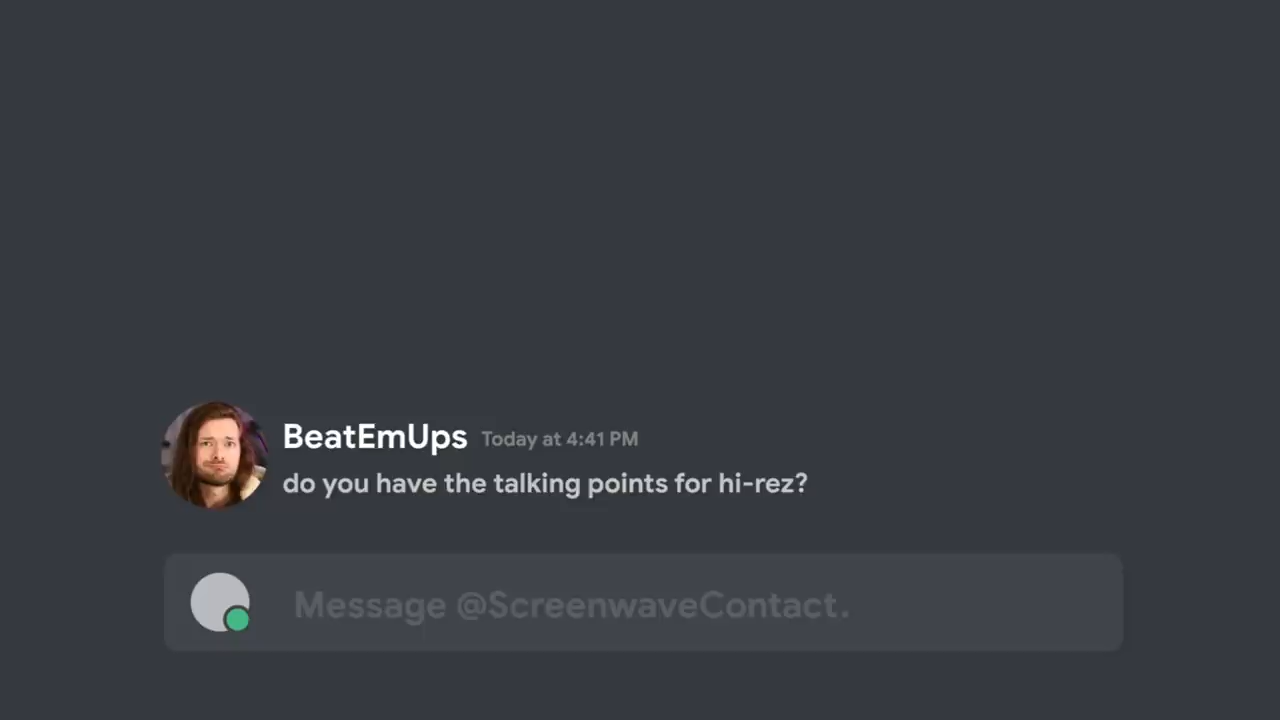 BeatEmUps Today at 4:41 PM
do you have the talking points for hi-rez?
Message @ScreenwaveContact.